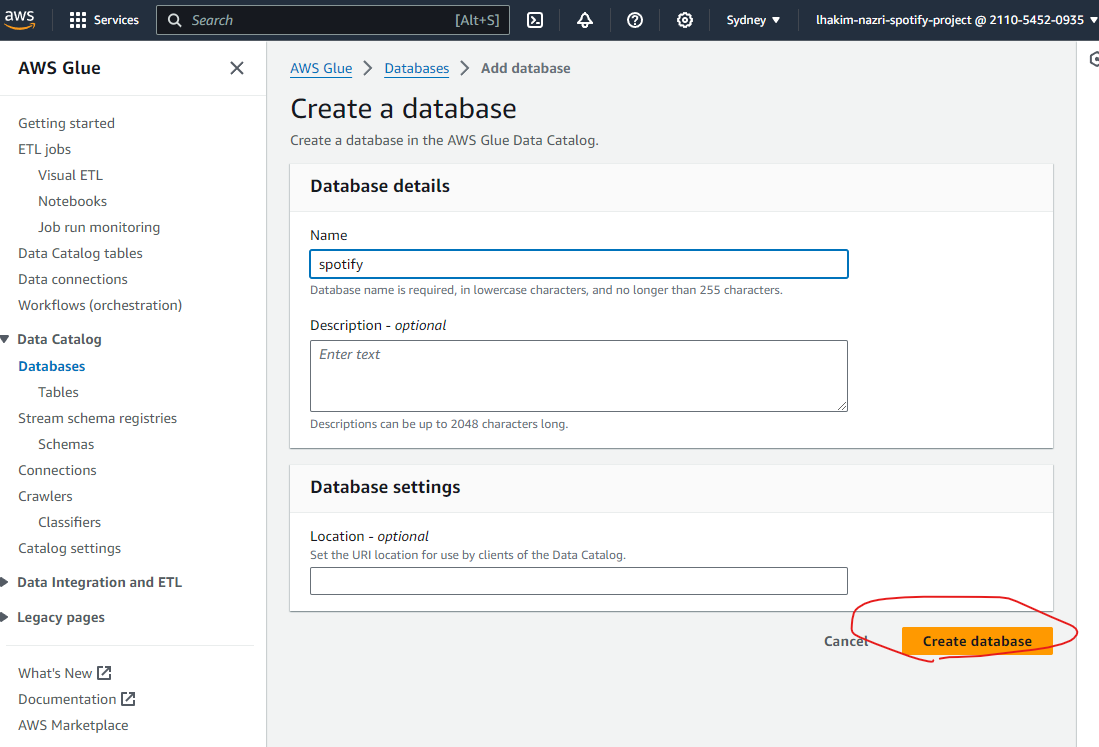 aws Services Search [Alt+S] Sydney lhakim-nazri-spotify-project @ 2110-5452-0935
AWS Glue
Getting started
ETL jobs
Visual ETL
Notebooks
Job run monitoring
Data Catalog tables
Data connections
Workflows (orchestration)
Data Catalog
Databases
Tables
Stream schema registries
Schemas
Connections
Crawlers
Classifiers
Catalog settings
Data Integration and ETL
Legacy pages
What's New
Documentation
AWS Marketplace
AWS Glue > Databases > Add database
Create a database
Create a database in the AWS Glue Data Catalog.
Database details
Name
spotify
Database name is required, in lowercase characters, and no longer than 255 characters.
Description - optional
Enter text
Descriptions can be up to 2048 characters long.
Database settings
Location - optional
Set the URI location for use by clients of the Data Catalog.
Cancel Create database